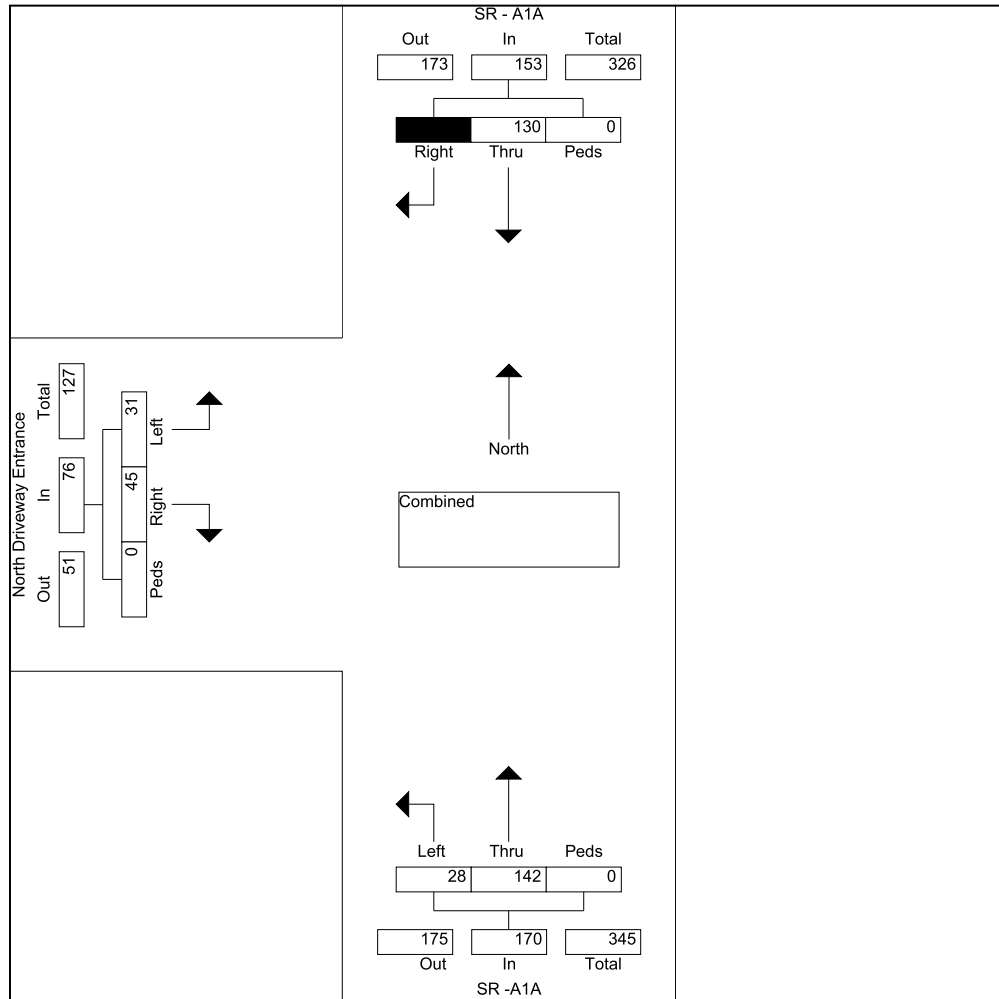 SR - A1A
Out In Total
173 153 326
130 0
Right Thru Peds
North Driveway Entrance
Out In Total
51 76 127
0 45 31
Peds Right Left
North
Combined
Left Thru Peds
28 142 0
175 170 345
Out In Total
SR -A1A